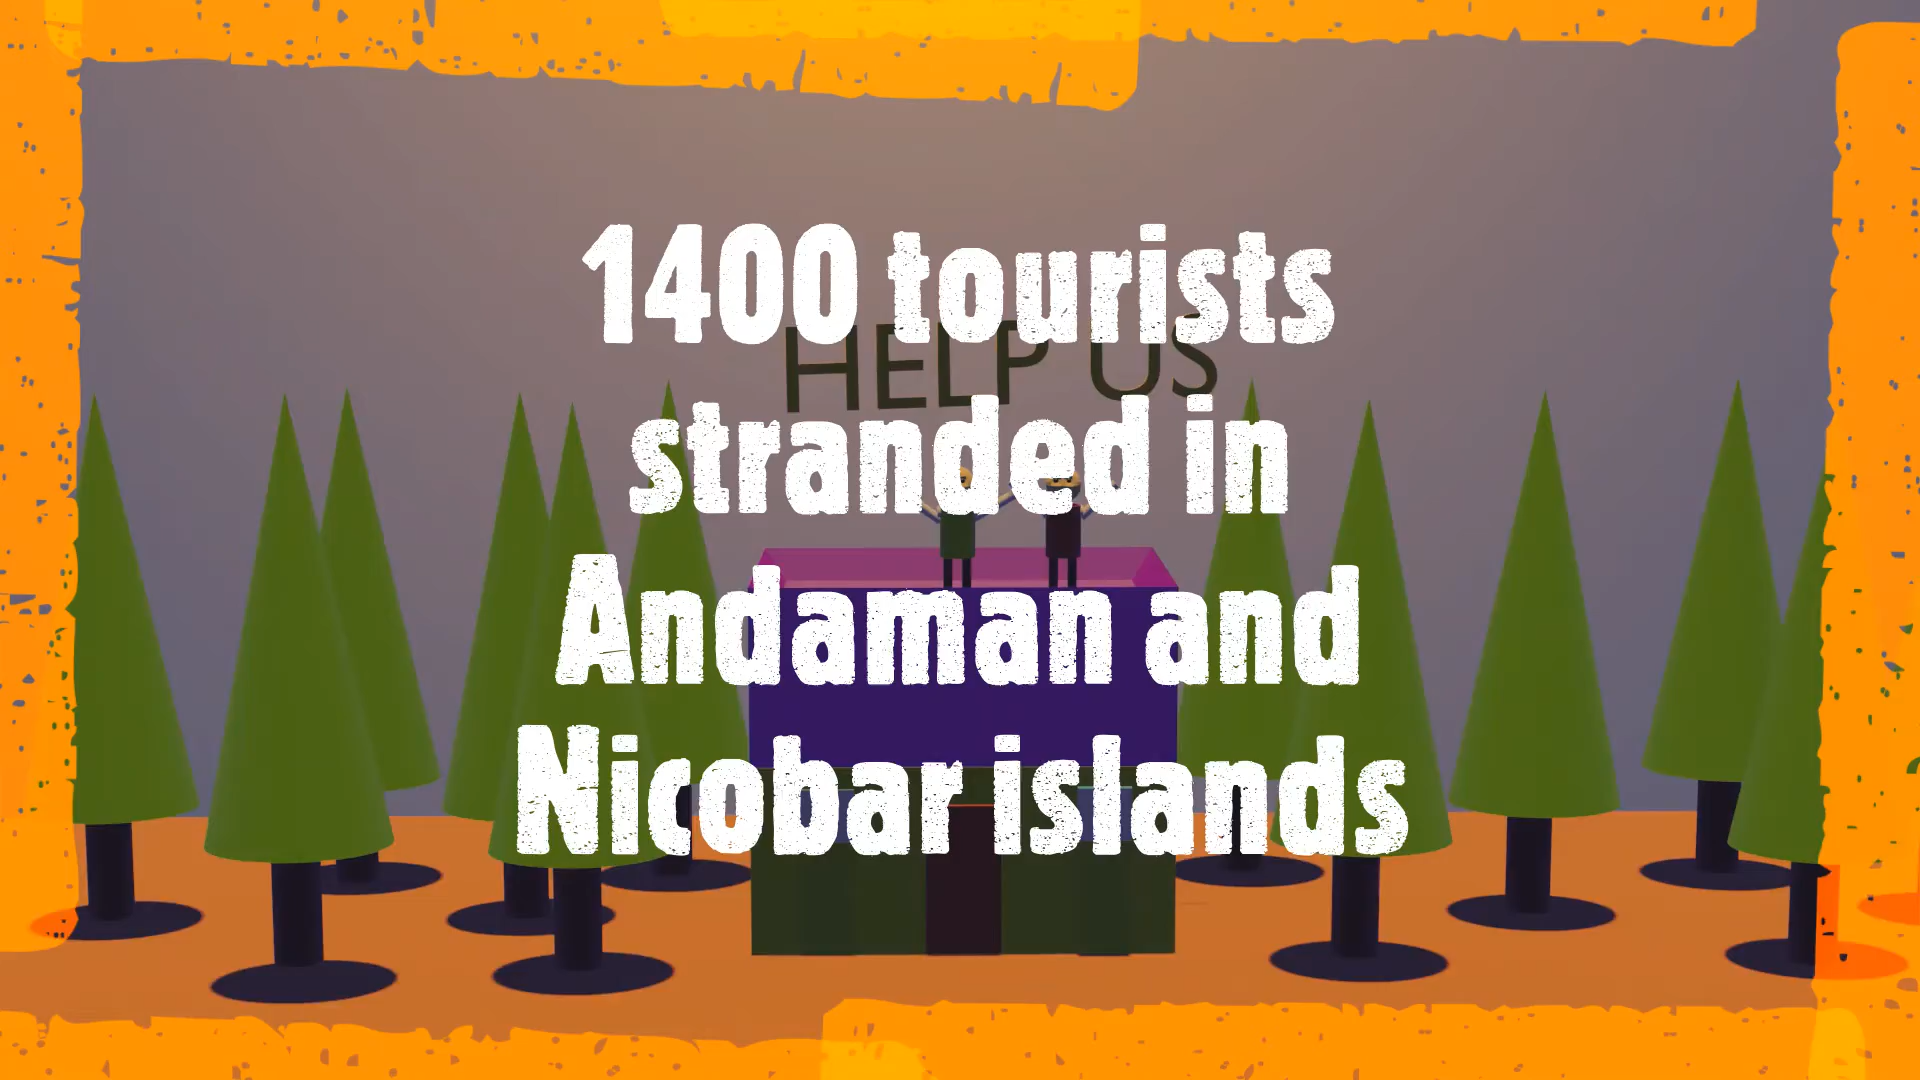 1400 tourists
HELP US
stranded in
Andaman and
Nicobar islands